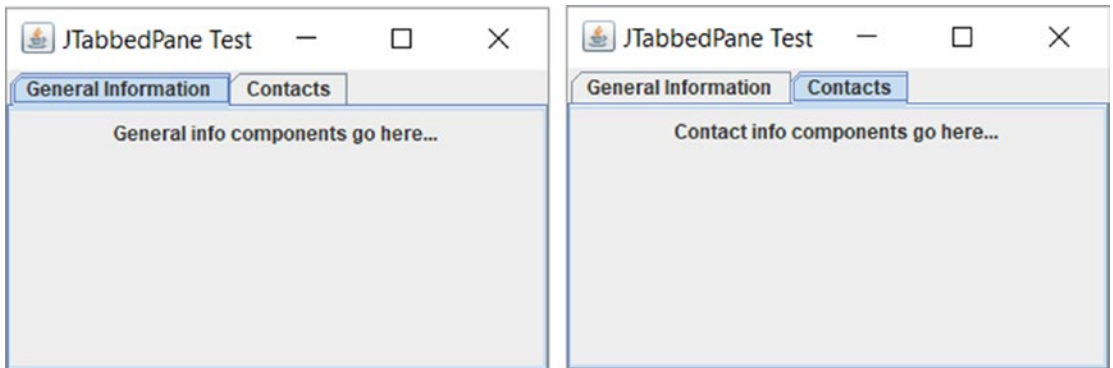 JTabbedPane Test
General Information Contacts
General info components go here...
JTabbedPane Test
General Information Contacts
Contact info components go here...